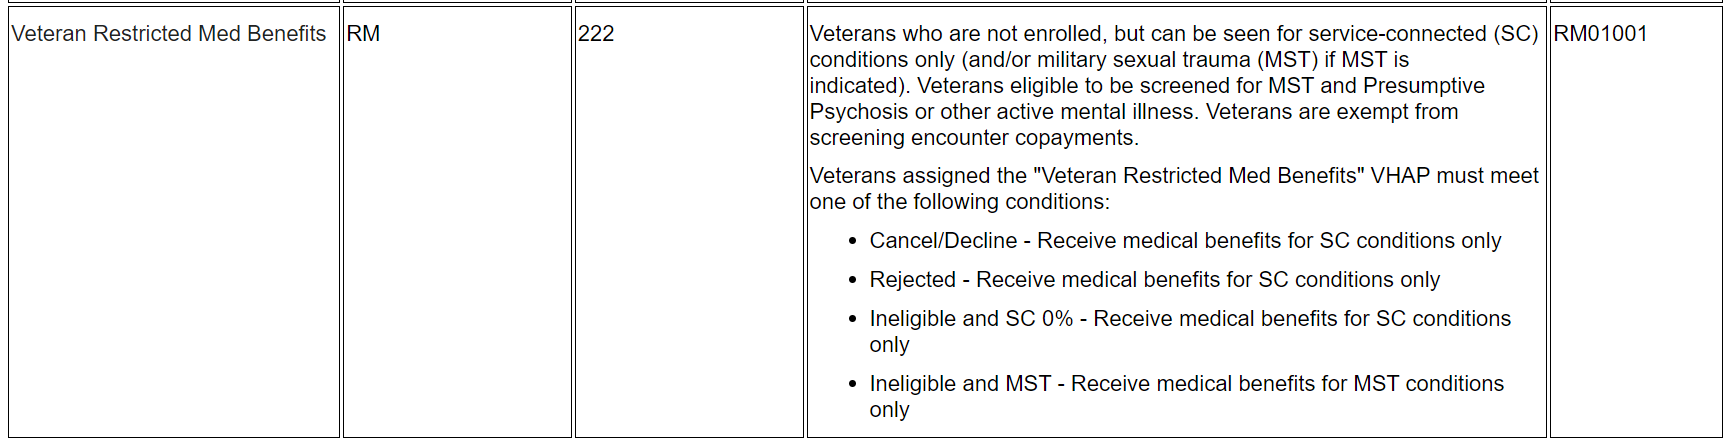 Veteran Restricted Med Benefits
RM
222
Veterans who are not enrolled, but can be seen for service-connected (SC)
conditions only (and/or military sexual trauma (MST) if MST is
indicated). Veterans eligible to be screened for MST and Presumptive
Psychosis or other active mental illness. Veterans are exempt from
screening encounter copayments.
Veterans assigned the "Veteran Restricted Med Benefits" VHAP must meet
one of the following conditions:
• Cancel/Decline - Receive medical benefits for SC conditions only
• Rejected - Receive medical benefits for SC conditions only
• Ineligible and SC 0% - Receive medical benefits for SC conditions
only
• Ineligible and MST - Receive medical benefits for MST conditions
only
RM01001